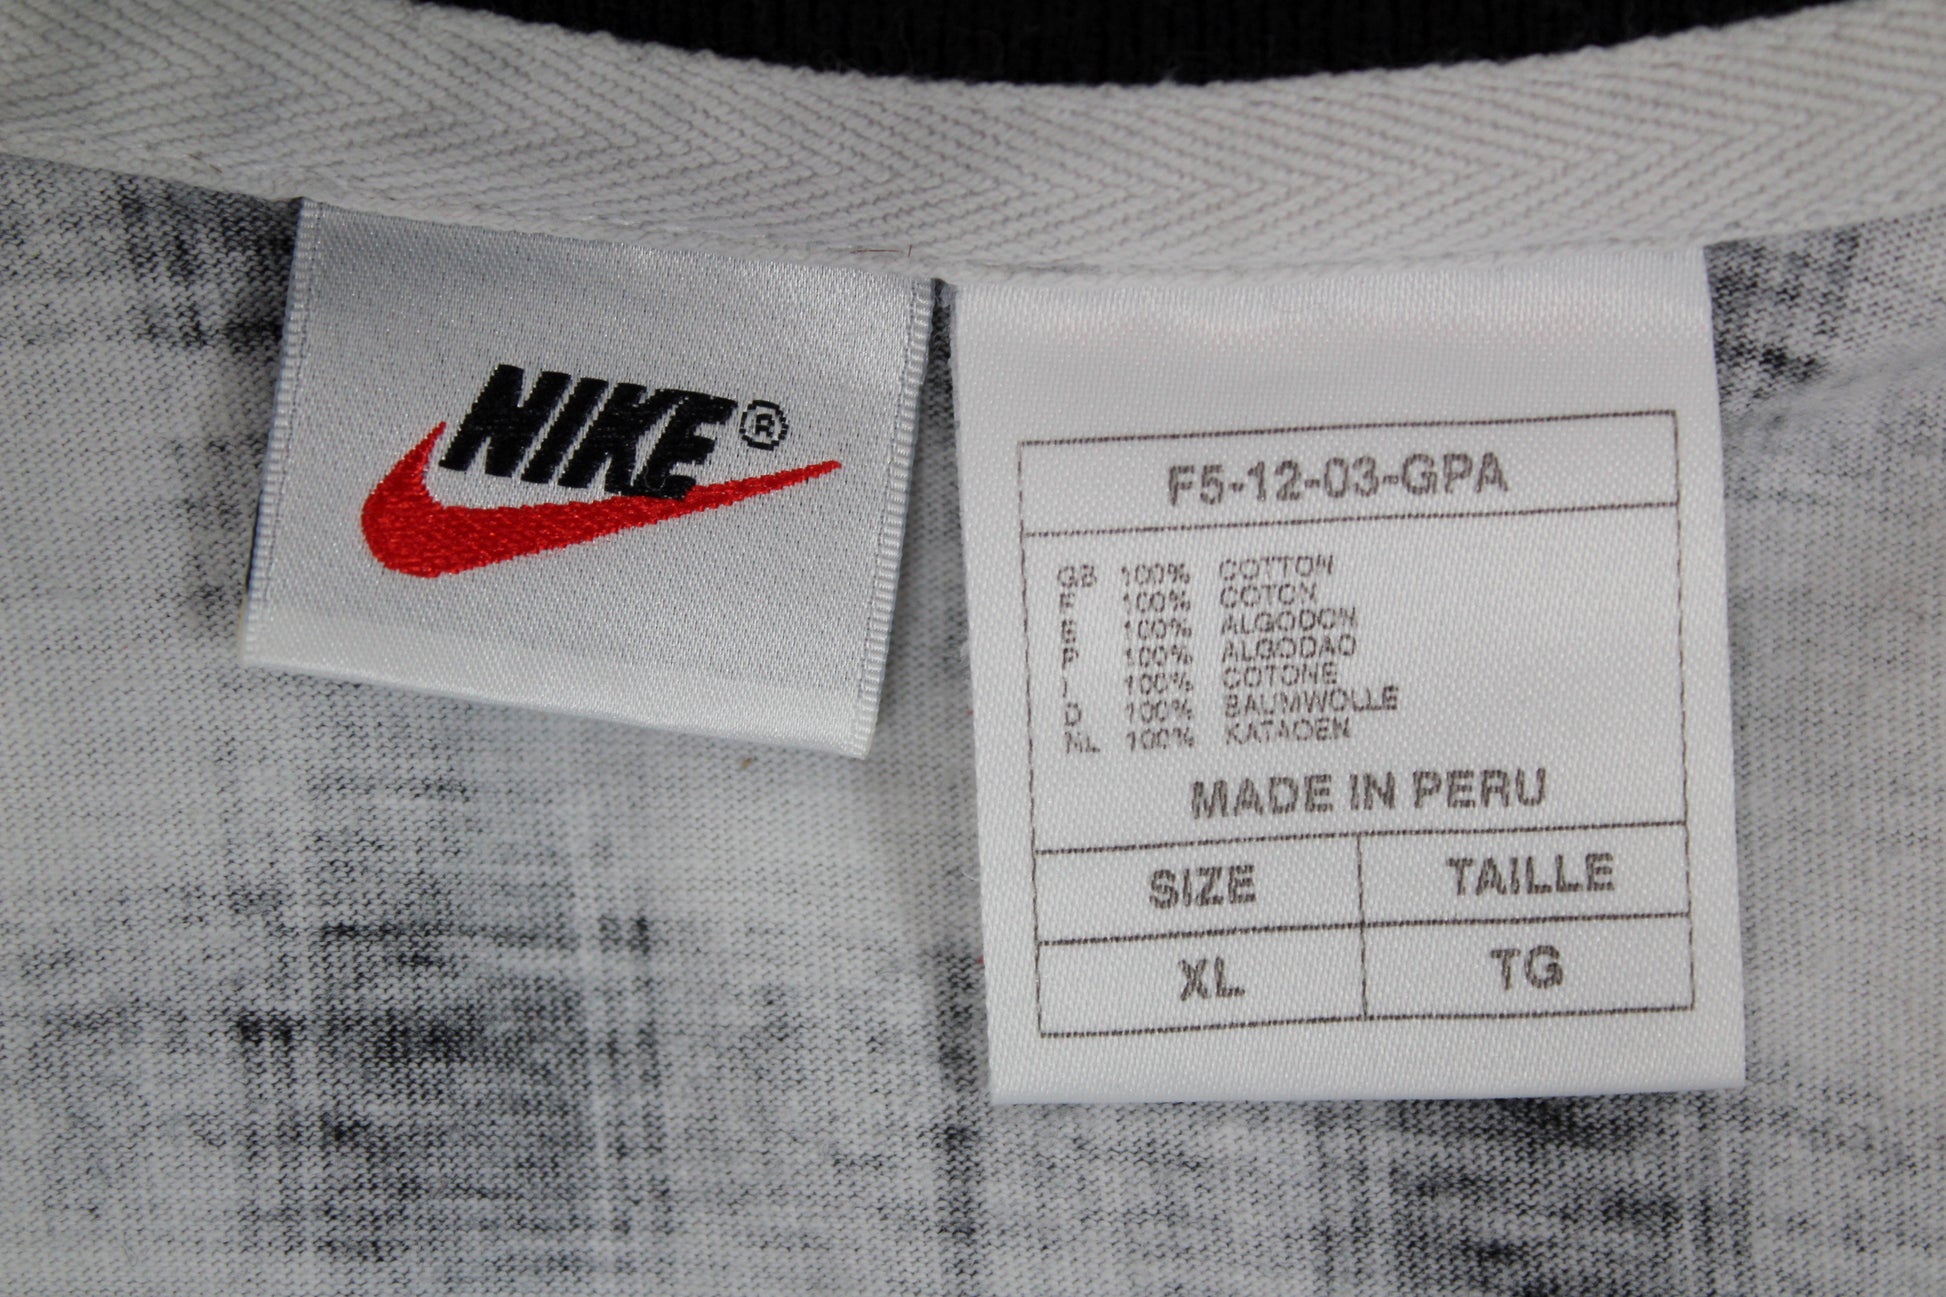 NIKE®
F5-12-03-GPA
GB 100% COTTON
F 100% COTON
E 100% ALGODON
P 100% ALGODAO
I 100% COTONE
D 100% BAUMWOLLE
NL 100% KATAOEN
MADE IN PERU
SIZE TAILLE
XL TG